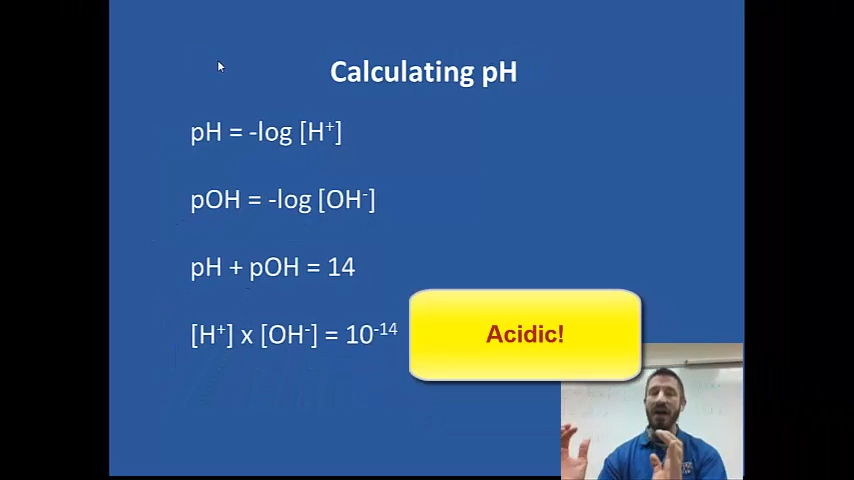 Calculating pH
pH = -log [H⁺]
pOH = -log [OH⁻]
pH + pOH = 14
[H⁺] x [OH⁻] = 10⁻¹⁴
Acidic!